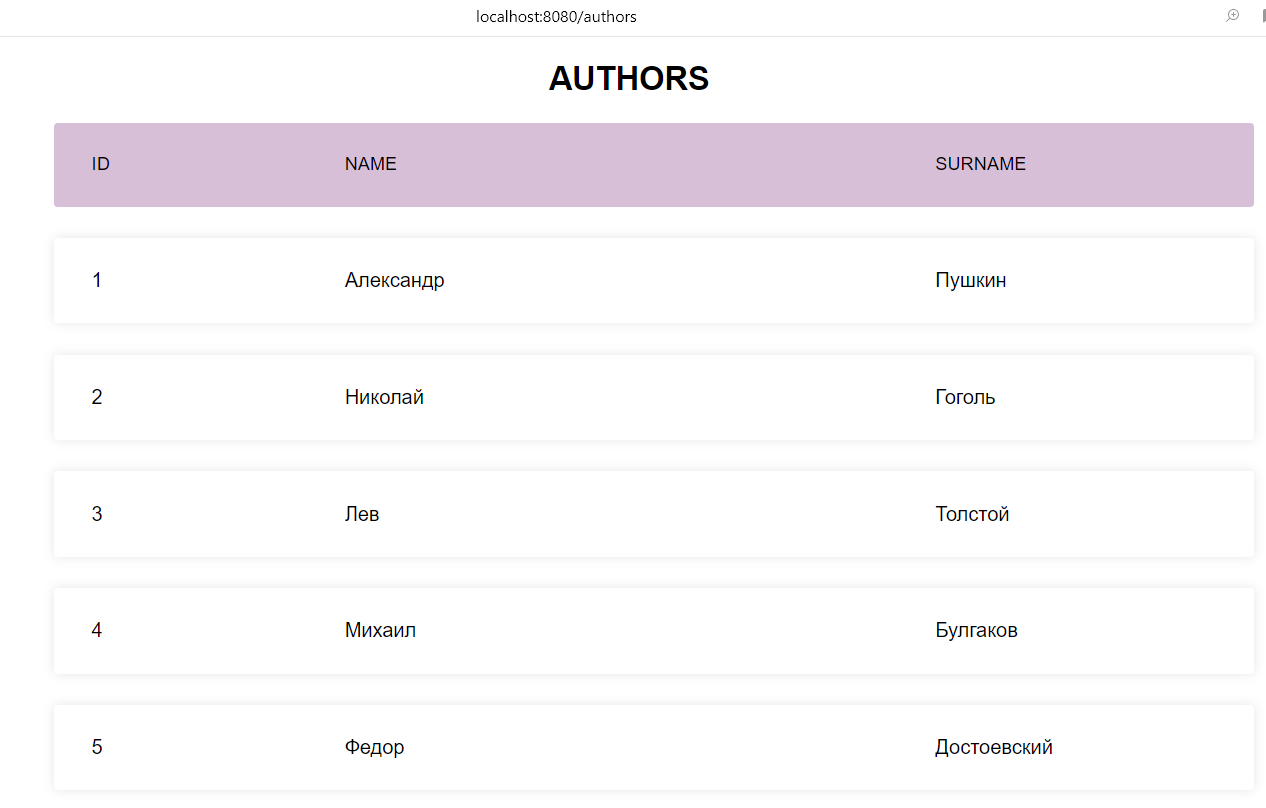 localhost:8080/authors
AUTHORS
ID NAME SURNAME
1 Александр Пушкин
2 Николай Гоголь
3 Лев Толстой
4 Михаил Булгаков
5 Федор Достоевский